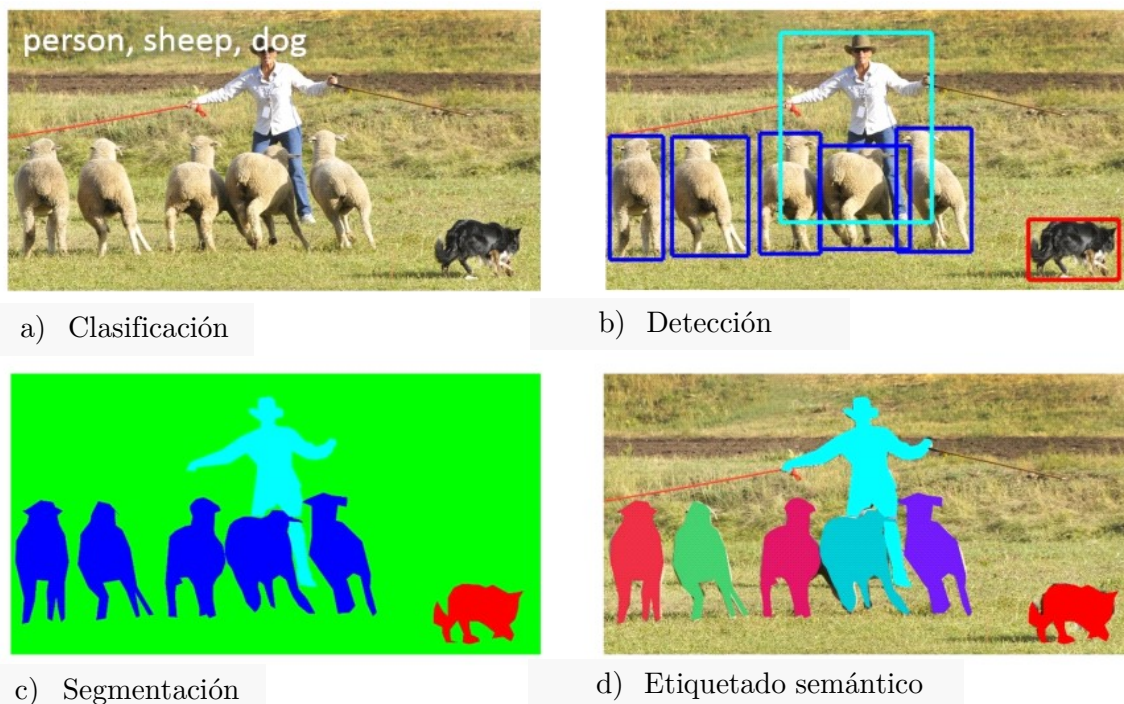 person, sheep, dog
a) Clasificación
b) Detección
c) Segmentación
d) Etiquetado semántico